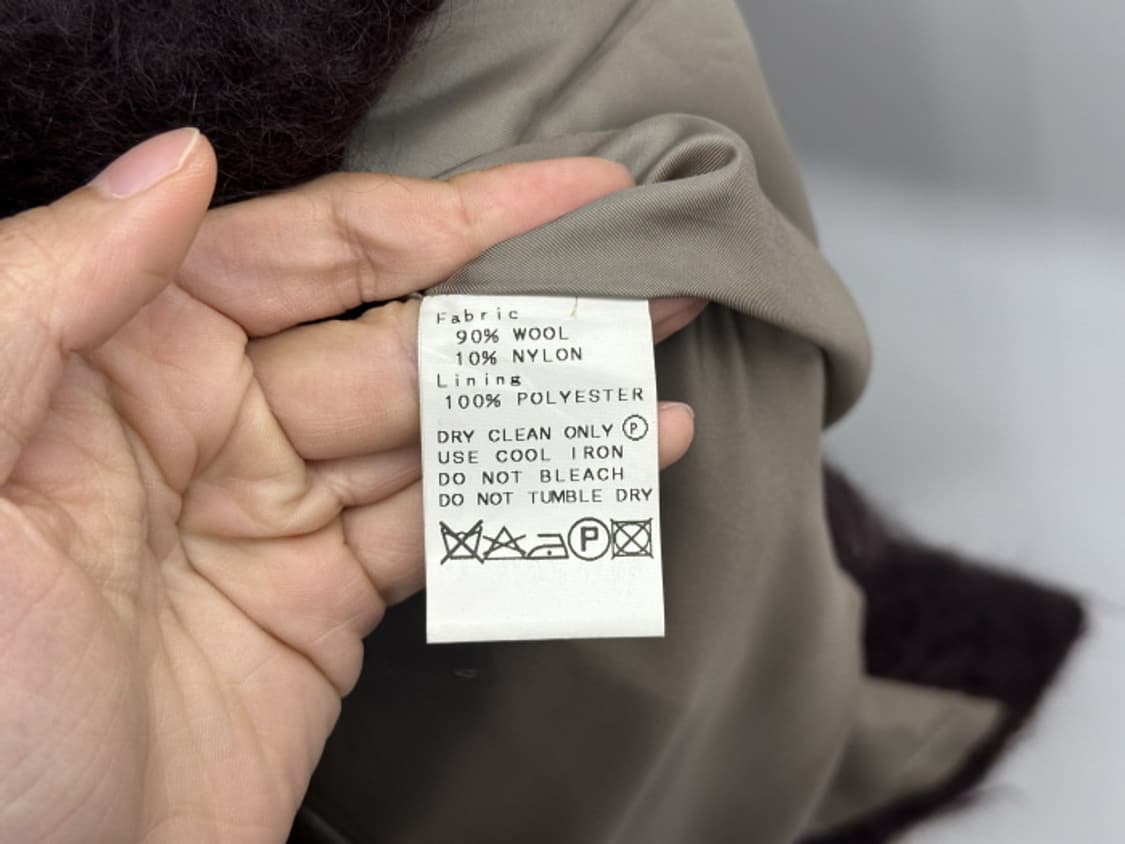 Fabric
90% WOOL
10% NYLON
Lining
100% POLYESTER
DRY CLEAN ONLY Ⓟ
USE COOL IRON
DO NOT BLEACH
DO NOT TUMBLE DRY
P